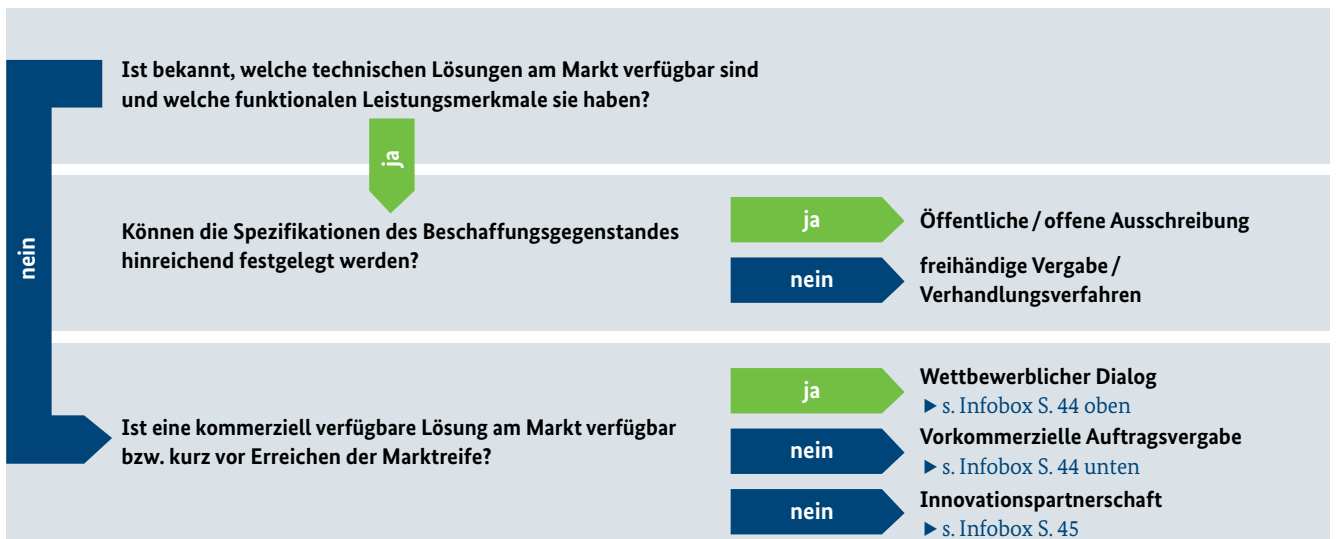 Ist bekannt, welche technischen Lösungen am Markt verfügbar sind
und welche funktionalen Leistungsmerkmale sie haben?
ja
nein
Können die Spezifikationen des Beschaffungsgegenstandes
hinreichend festgelegt werden?
ja
Öffentliche / offene Ausschreibung
nein
freihändige Vergabe /
Verhandlungsverfahren
Ist eine kommerziell verfügbare Lösung am Markt verfügbar
bzw. kurz vor Erreichen der Marktreife?
ja
Wettbewerblicher Dialog
▶ s. Infobox S. 44 oben
nein
Vorkommerzielle Auftragsvergabe
▶ s. Infobox S. 44 unten
nein
Innovationspartnerschaft
▶ s. Infobox S. 45